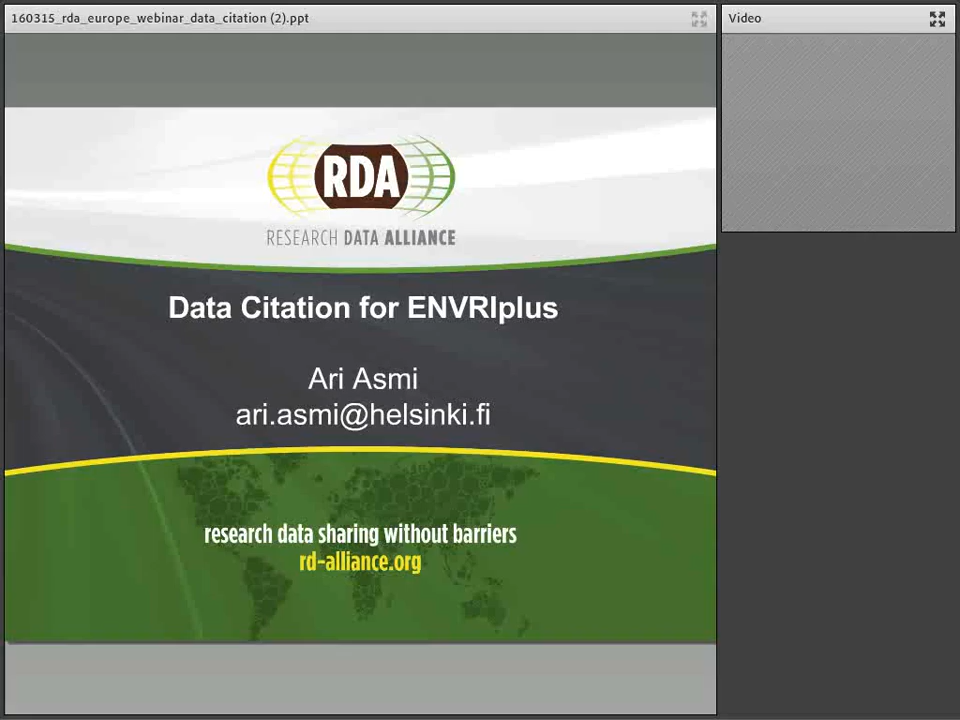 160315_rda_europe_webinar_data_citation (2).ppt
Video
RDA
RESEARCH DATA ALLIANCE
Data Citation for ENVRIplus
Ari Asmi
ari.asmi@helsinki.fi
research data sharing without barriers
rd-alliance.org